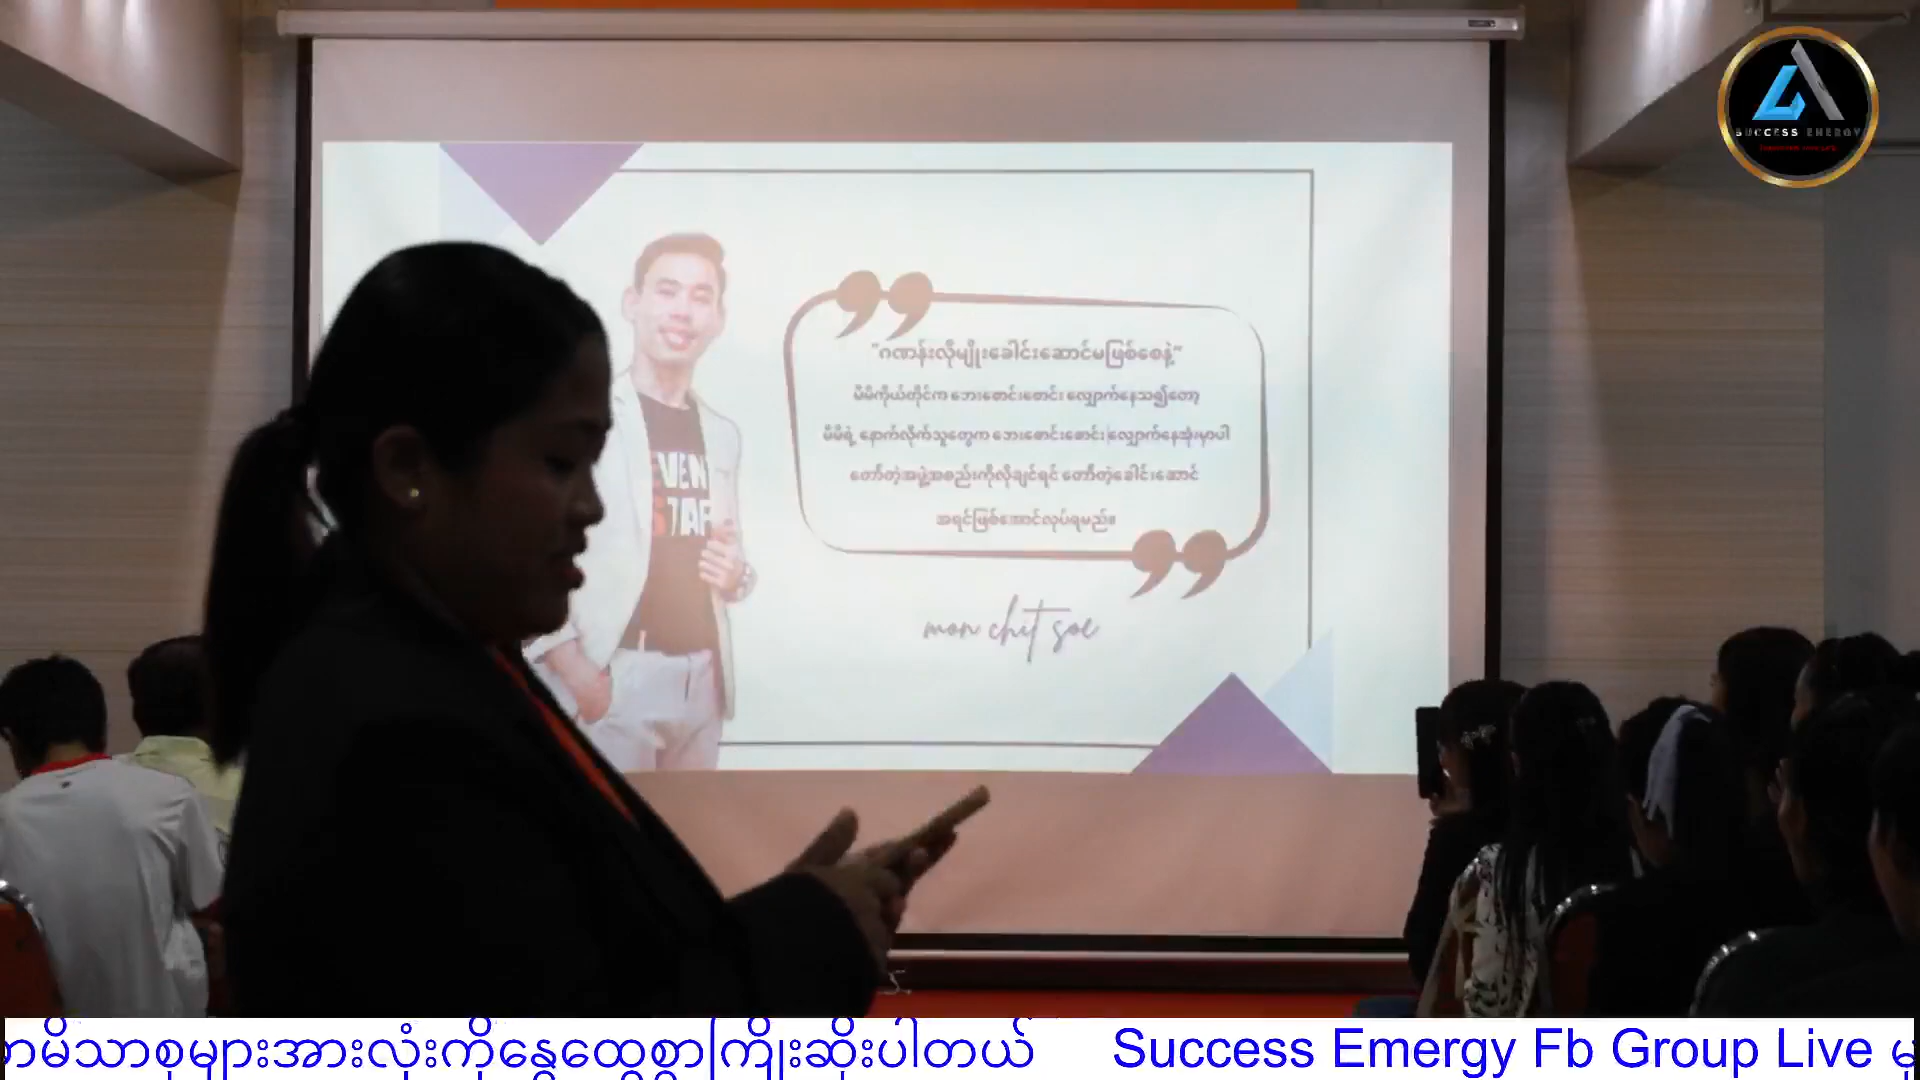 SUCCESS ENERGY
"ဂဏန်းလိုမျိုးခေါင်းဆောင်မဖြစ်စေနဲ့"
မိမိကိုယ်တိုင်က ဘေးစောင်းစောင်း လျှောက်နေသ၍တော့
မိမိရဲ့ နောက်လိုက်သူတွေက ဘေးစောင်းစောင်း လျှောက်နေအုံးမှာပါ
တော်တဲ့အဖွဲ့အစည်းကိုလိုချင်ရင် တော်တဲ့ခေါင်းဆောင်
အရင်ဖြစ်အောင်လုပ်ရမည်။
EVEN
STAR
mon chit soe
မိသာစုများအားလုံးကိုနွေထွေးစွာကြိုးဆိုးပါတယ် Success Emergy Fb Group Live မှ